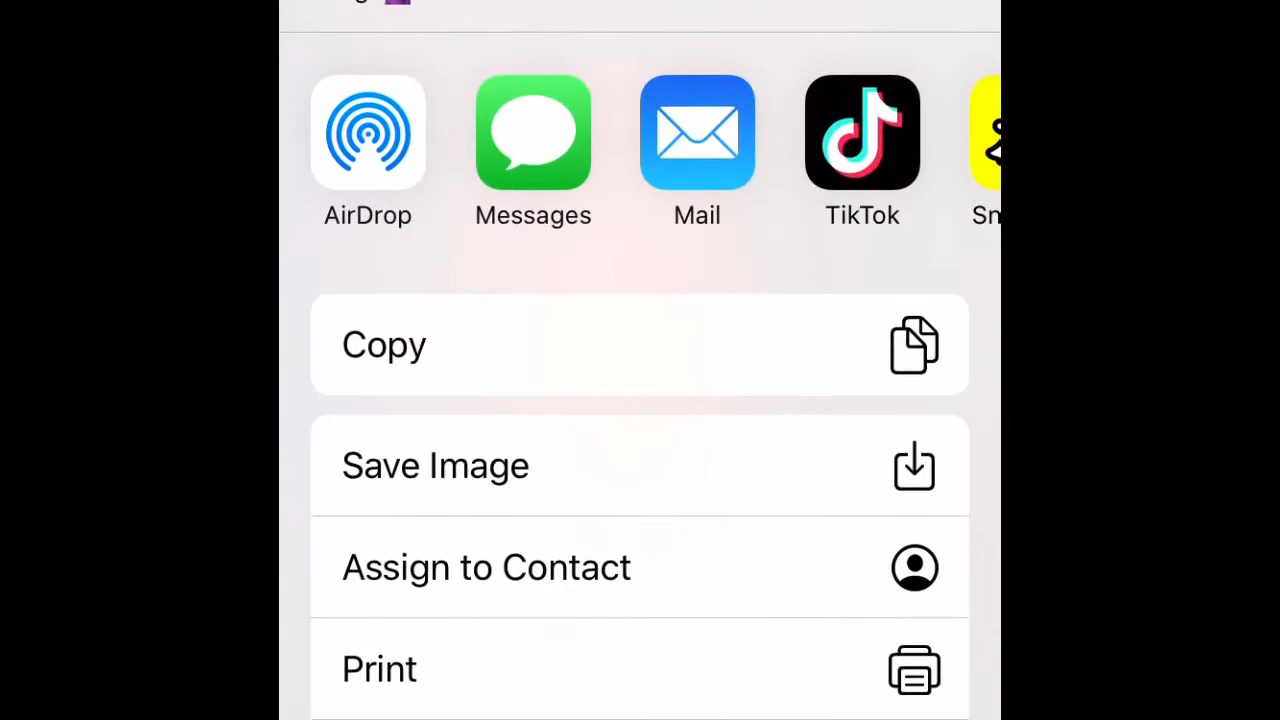 AirDrop
Messages
Mail
TikTok
Copy
Save Image
Assign to Contact
Print